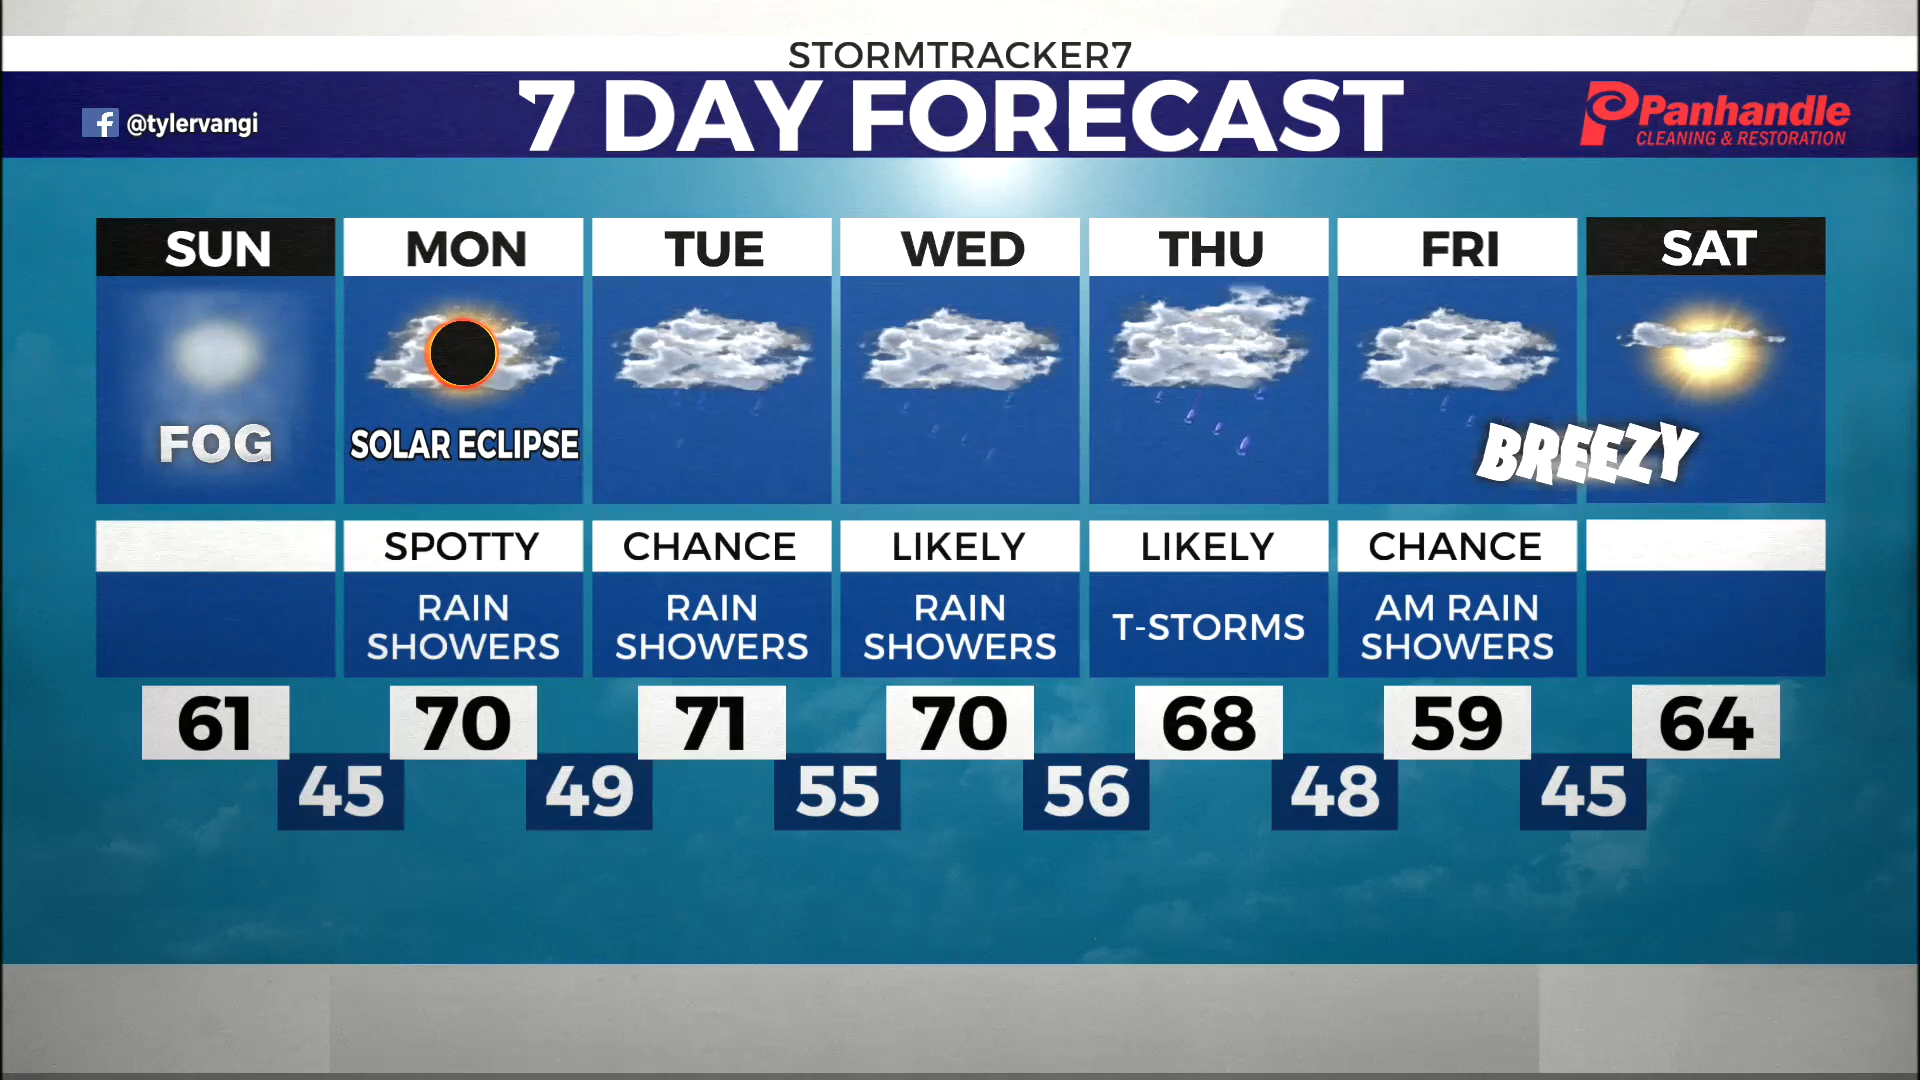 STORMTRACKER7
7 DAY FORECAST
f @tylervangi
Panhandle
CLEANING & RESTORATION
SUN MON TUE WED THU FRI SAT
FOG SOLAR ECLIPSE BREEZY
SPOTTY CHANCE LIKELY LIKELY CHANCE
RAIN SHOWERS
RAIN SHOWERS
RAIN SHOWERS
T-STORMS
AM RAIN SHOWERS
61 70 71 70 68 59 64
45 49 55 56 48 45